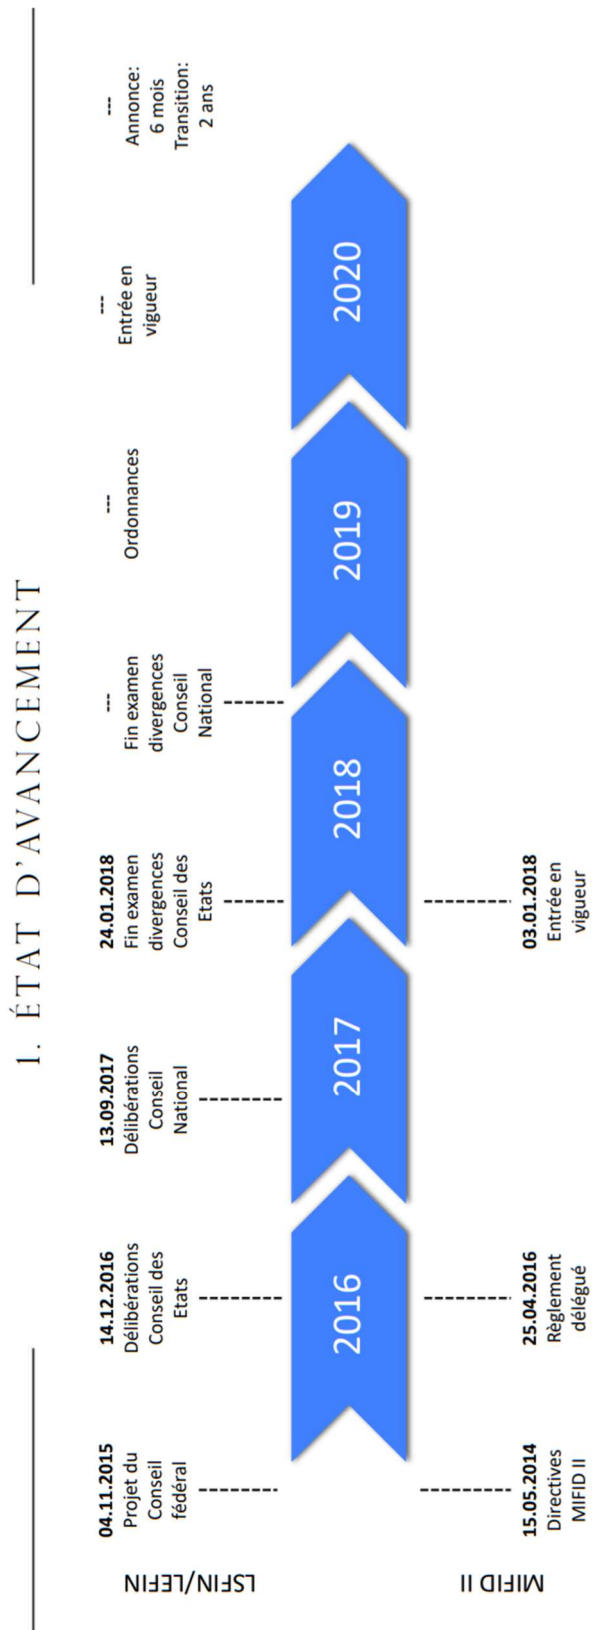 1. ÉTAT D'AVANCEMENT
LSFIN/LEFIN
04.11.2015
Projet du
Conseil
fédéral
14.12.2016
Délibérations
Conseil des
Etats
13.09.2017
Délibérations
Conseil
National
24.01.2018
Fin examen
divergences
Conseil des
Etats
---
Fin examen
divergences
Conseil
National
---
Ordonnances
---
Entrée en
vigueur
---
Annonce:
6 mois
Transition:
2 ans
2016
2017
2018
2019
2020
MIFID II
15.05.2014
Directives
MIFID II
25.04.2016
Règlement
délégué
03.01.2018
Entrée en
vigueur